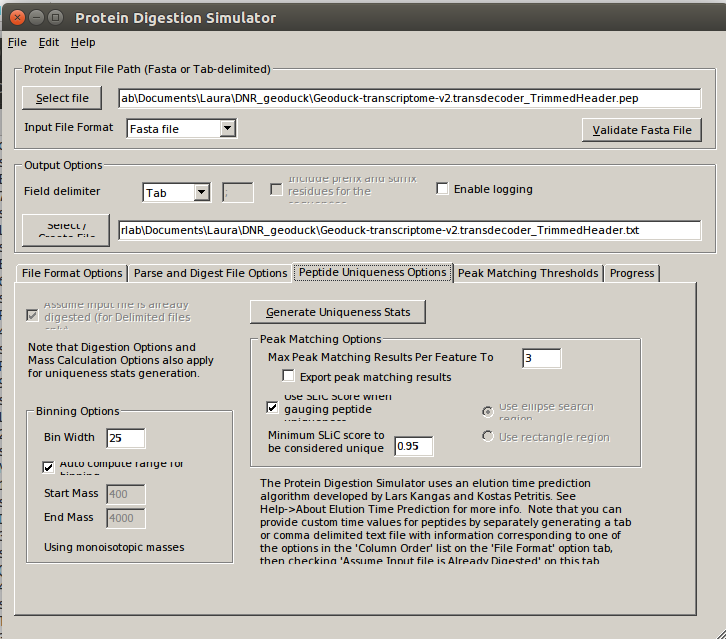 Protein Digestion Simulator
File Edit Help
Protein Input File Path (Fasta or Tab-delimited)
Select file
ab\Documents\Laura\DNR_geoduck\Geoduck-transcriptome-v2.transdecoder_TrimmedHeader.pep
Input File Format
Fasta file
Validate Fasta File
Output Options
Field delimiter
Tab
;
Include prefix and suffix
residues for the
sequences
Enable logging
Select /
Create File
rlab\Documents\Laura\DNR_geoduck\Geoduck-transcriptome-v2.transdecoder_TrimmedHeader.txt
File Format Options
Parse and Digest File Options
Peptide Uniqueness Options
Peak Matching Thresholds
Progress
Assume input file is already
digested (for Delimited files
only)
Generate Uniqueness Stats
Note that Digestion Options and
Mass Calculation Options also apply
for uniqueness stats generation.
Peak Matching Options
Max Peak Matching Results Per Feature To
3
Export peak matching results
Use SLiC Score when
gauging peptide
uniqueness
Use ellipse search
region
Minimum SLiC score to
be considered unique
0.95
Use rectangle region
Binning Options
Bin Width
25
Auto compute range for
binning
Start Mass
400
End Mass
4000
Using monoisotopic masses
The Protein Digestion Simulator uses an elution time prediction
algorithm developed by Lars Kangas and Kostas Petritis. See
Help->About Elution Time Prediction for more info.  Note that you can
provide custom time values for peptides by separately generating a tab
or comma delimited text file with information corresponding to one of
the options in the 'Column Order' list on the 'File Format' option tab,
then checking 'Assume Input file is Already Digested' on this tab